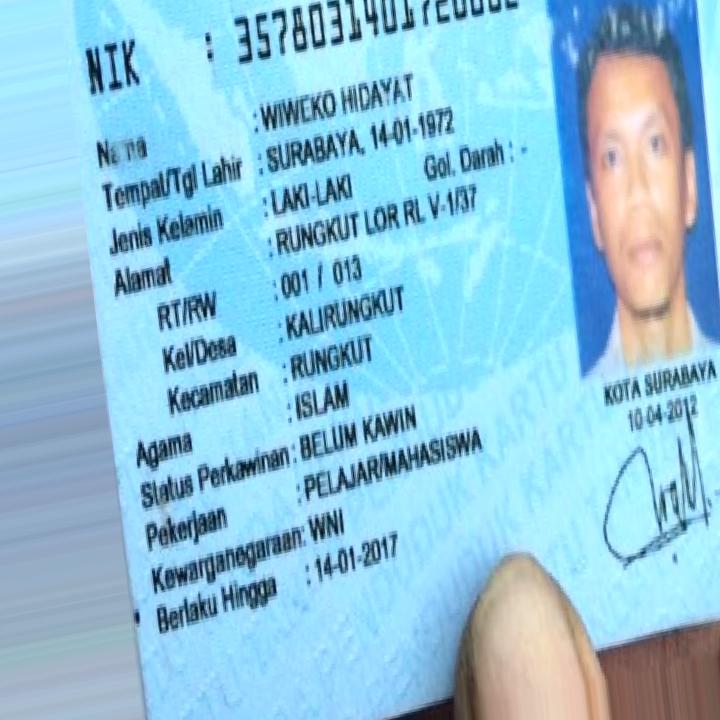 NIK :
Nama : WIWEKO HIDAYAT
Tempat/Tgl Lahir : SURABAYA, 14-01-1972
Jenis Kelamin : LAKI-LAKI Gol. Darah : -
Alamat : RUNGKUT LOR RL V-1/37
RT/RW : 001 / 013
Kel/Desa : KALIRUNGKUT
Kecamatan : RUNGKUT
Agama : ISLAM
Status Perkawinan : BELUM KAWIN
Pekerjaan : PELAJAR/MAHASISWA
Kewarganegaraan: WNI
Berlaku Hingga : 14-01-2017
KOTA SURABAYA
10-04-2012